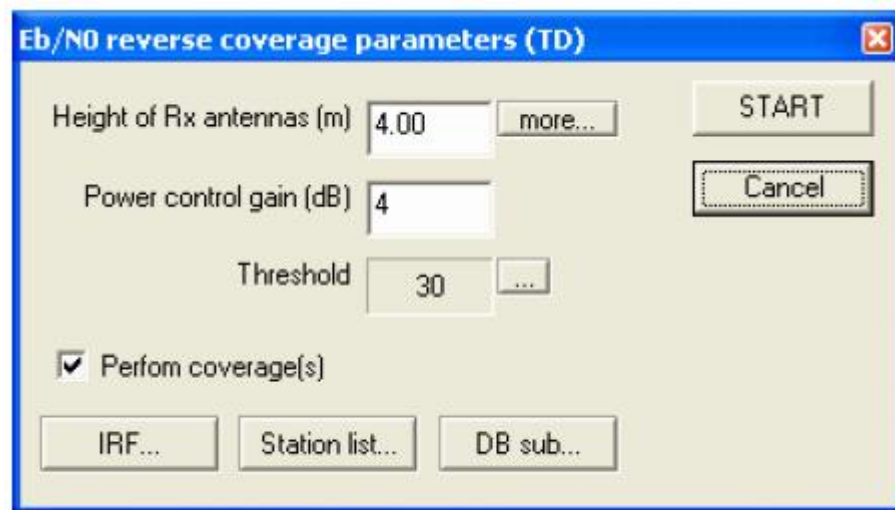 Eb/N0 reverse coverage parameters (TD)
Height of Rx antennas (m) 4.00 more... START
Power control gain (dB) 4 Cancel
Threshold 30 ...
Perfom coverage(s)
IRF... Station list... DB sub...